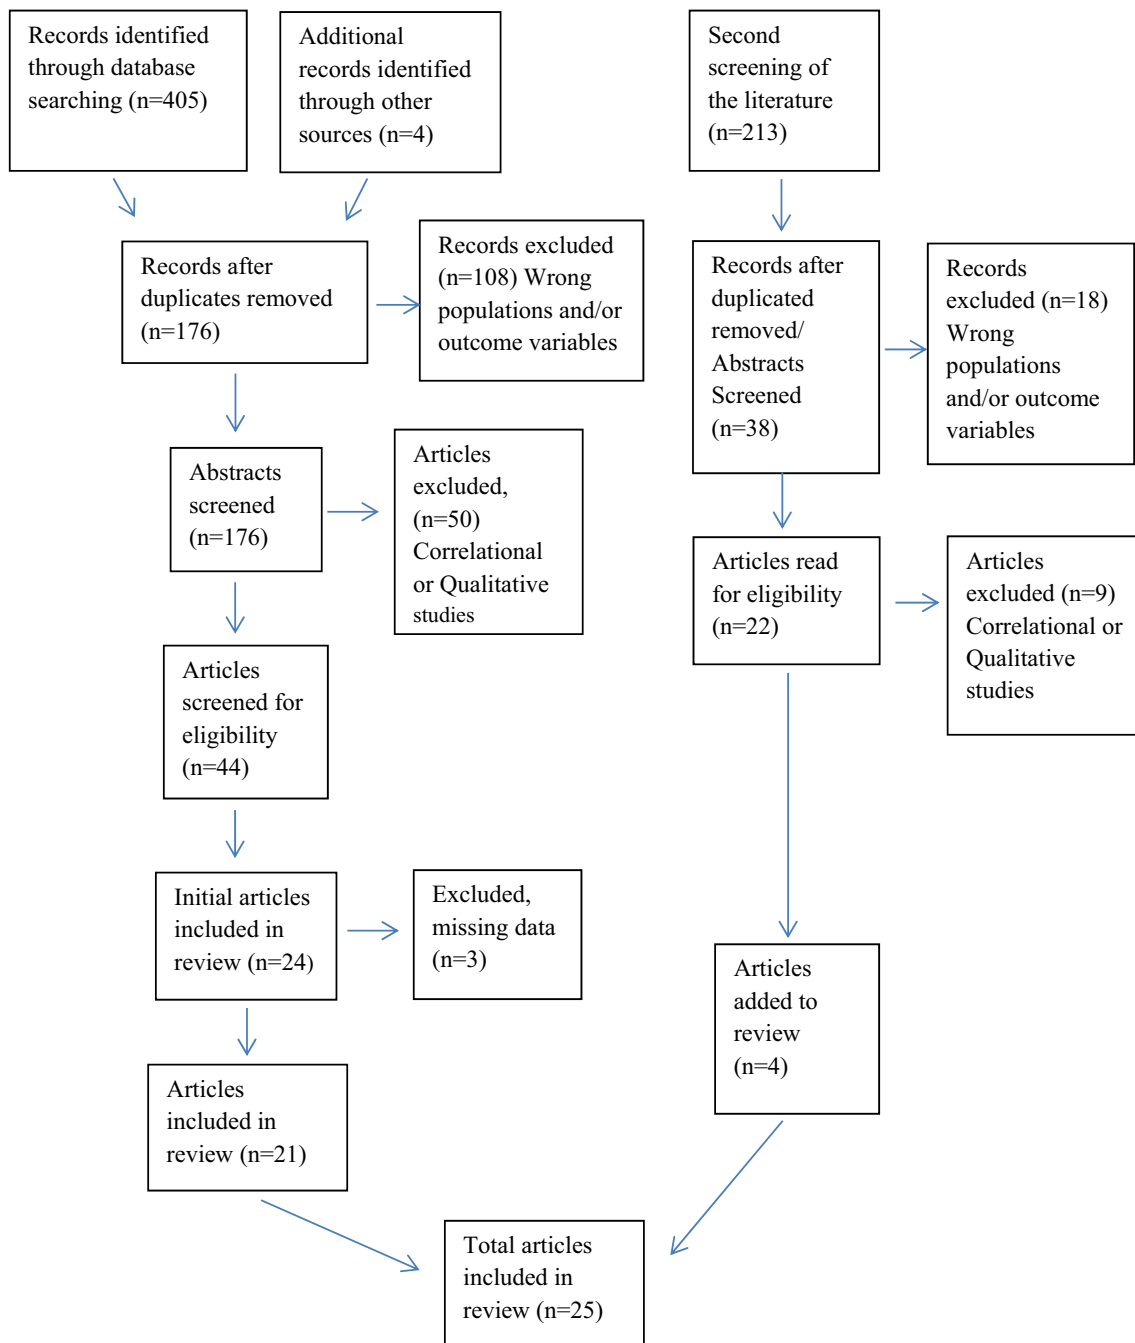 Records identified
through database
searching (n=405)
Additional
records identified
through other
sources (n=4)
Second
screening of
the literature
(n=213)
Records after
duplicates removed
(n=176)
Records excluded
(n=108) Wrong
populations and/or
outcome variables
Records after
duplicated
removed/
Abstracts
Screened
(n=38)
Records
excluded (n=18)
Wrong
populations
and/or outcome
variables
Abstracts
screened
(n=176)
Articles
excluded,
(n=50)
Correlational
or Qualitative
studies
Articles read
for eligibility
(n=22)
Articles
excluded (n=9)
Correlational or
Qualitative
studies
Articles
screened for
eligibility
(n=44)
Initial articles
included in
review (n=24)
Excluded,
missing data
(n=3)
Articles
added to
review
(n=4)
Articles
included in
review (n=21)
Total articles
included in
review (n=25)